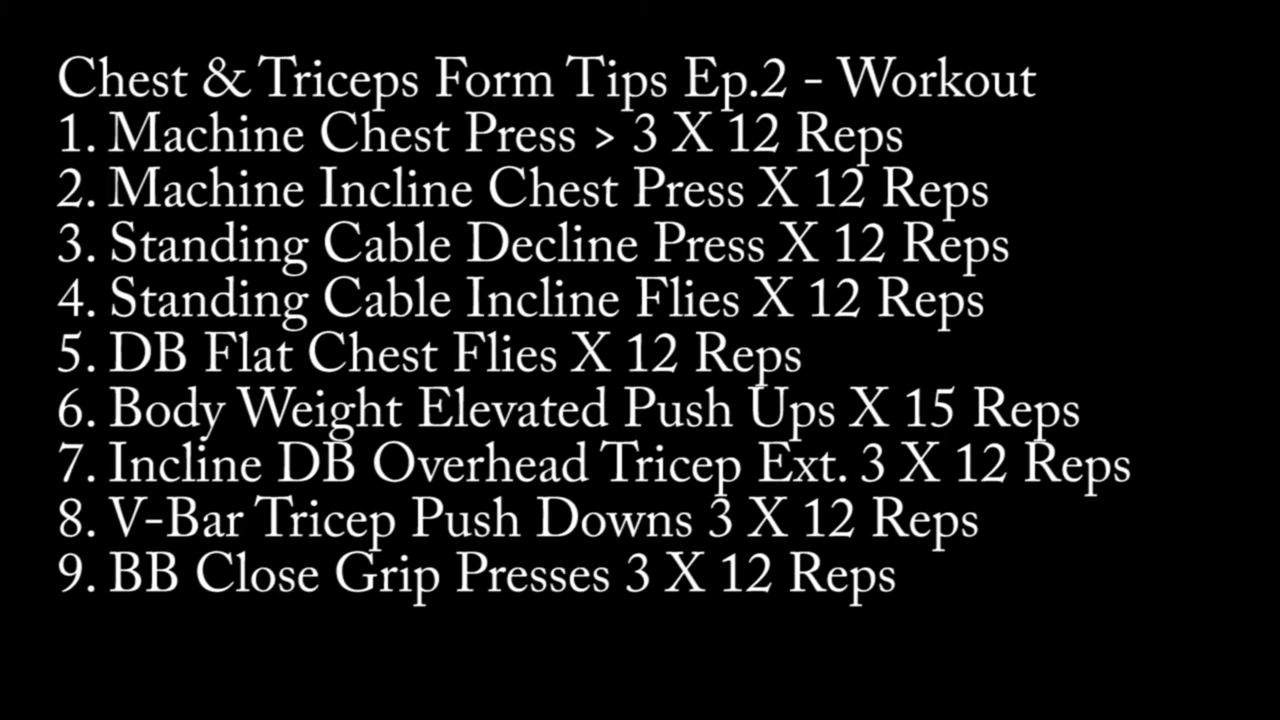 Chest & Triceps Form Tips Ep.2 - Workout
1. Machine Chest Press > 3 X 12 Reps
2. Machine Incline Chest Press X 12 Reps
3. Standing Cable Decline Press X 12 Reps
4. Standing Cable Incline Flies X 12 Reps
5. DB Flat Chest Flies X 12 Reps
6. Body Weight Elevated Push Ups X 15 Reps
7. Incline DB Overhead Tricep Ext. 3 X 12 Reps
8. V-Bar Tricep Push Downs 3 X 12 Reps
9. BB Close Grip Presses 3 X 12 Reps